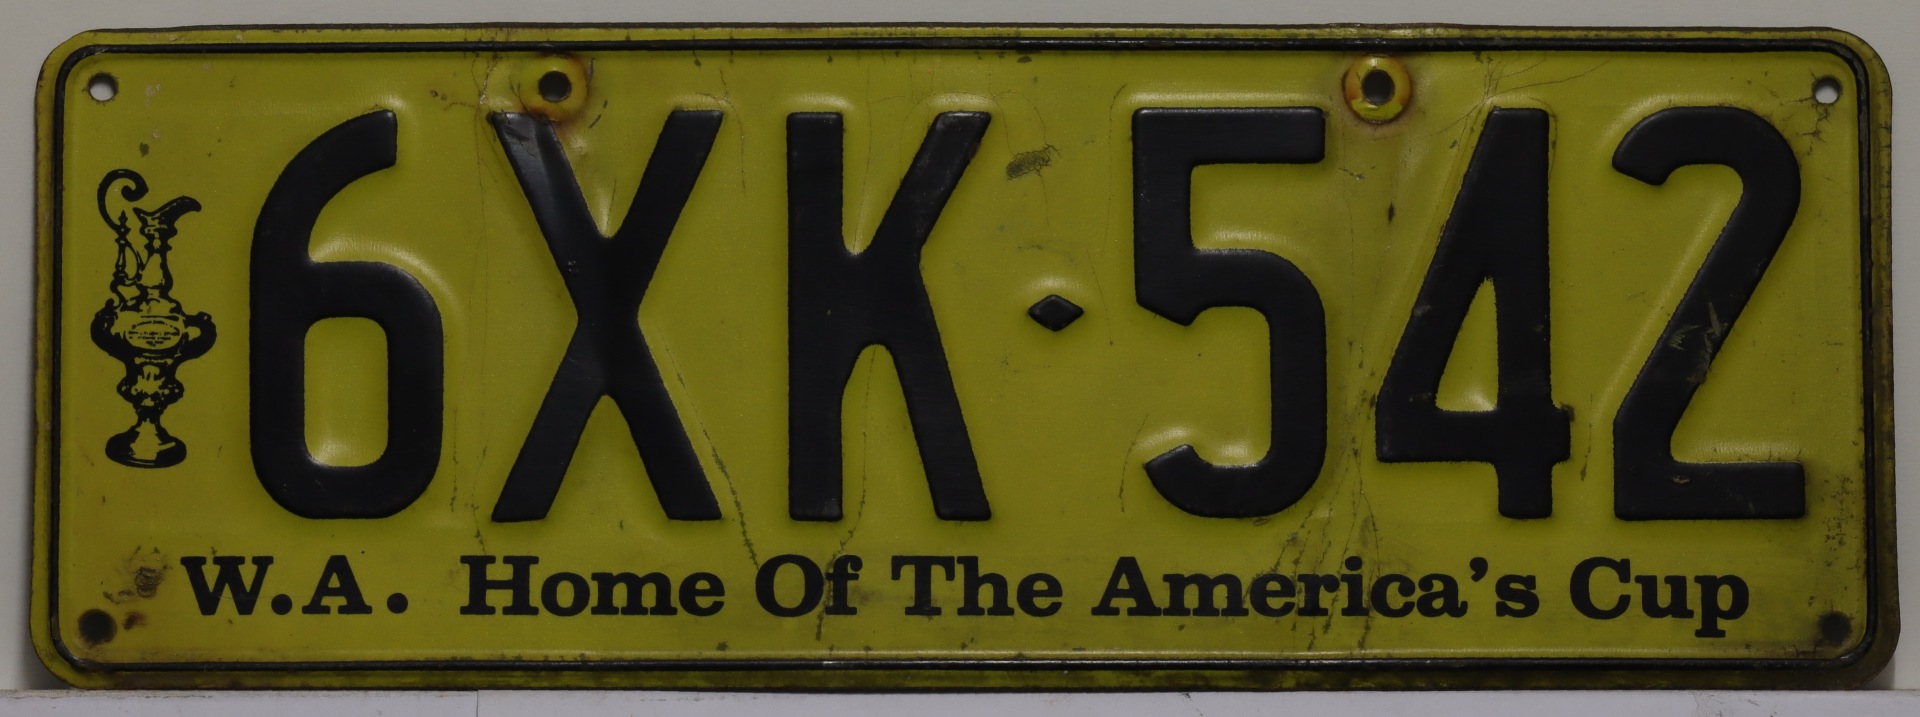 6XK·542
W.A. Home Of The America's Cup